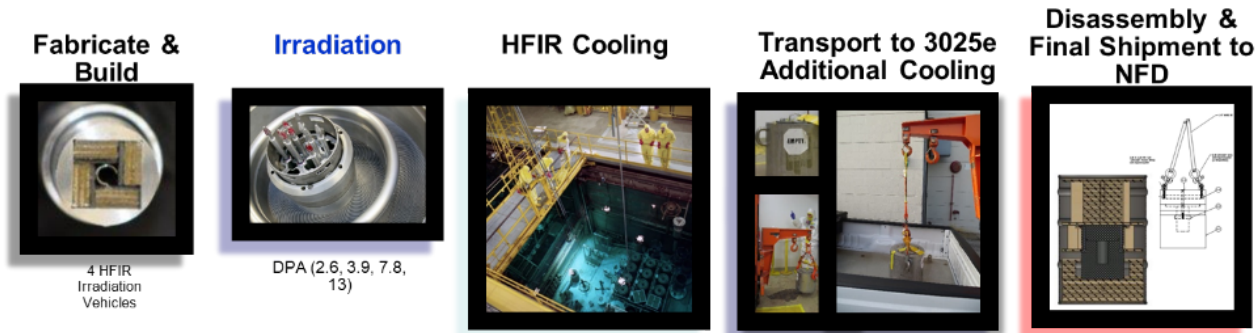 Fabricate &
Build
Irradiation
HFIR Cooling
Transport to 3025e
Additional Cooling
Disassembly &
Final Shipment to
NFD
EMPTY
4 HFIR
Irradiation
Vehicles
DPA (2.6, 3.9, 7.8,
13)